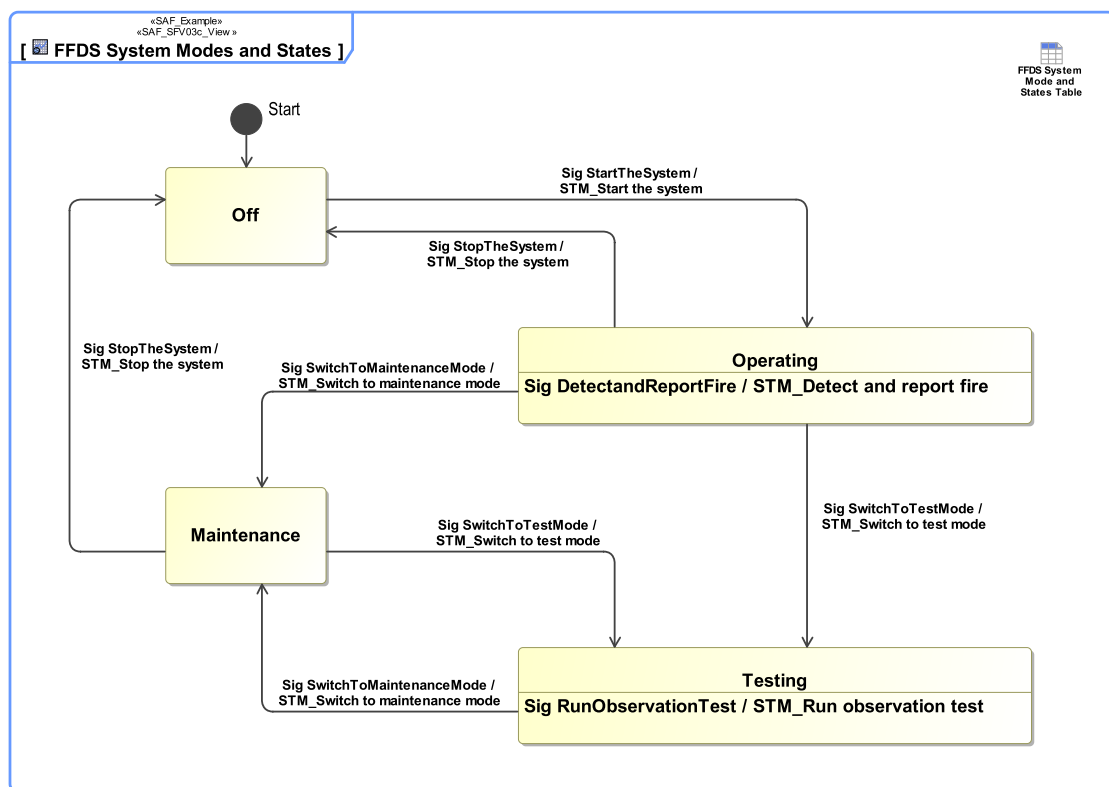 «SAF_Example»
«SAF_SFV03c_View »
[ FFDS System Modes and States ]
FFDS System
Mode and
States Table
Start
Off
Sig StartTheSystem /
STM_Start the system
Sig StopTheSystem /
STM_Stop the system
Sig StopTheSystem /
STM_Stop the system
Operating
Sig DetectandReportFire / STM_Detect and report fire
Sig SwitchToMaintenanceMode /
STM_Switch to maintenance mode
Maintenance
Sig SwitchToTestMode /
STM_Switch to test mode
Sig SwitchToTestMode /
STM_Switch to test mode
Testing
Sig RunObservationTest / STM_Run observation test
Sig SwitchToMaintenanceMode /
STM_Switch to maintenance mode